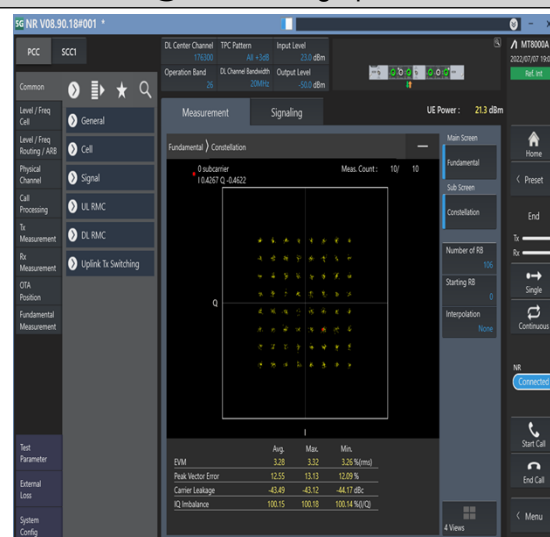 SG NR V08.90.18#001 *
PCC SCC1
DL Center Channel TPC Pattern Input Level
176300 All +3dB 23.0 dBm
Operation Band DL Channel Bandwidth Output Level
26 20MHz -50.0 dBm
MT8000A
2022/07/07 19:0
Ref. Int
Common
Level / Freq
Cell
Level / Freq
Routing / ARB
Physical
Channel
Call
Processing
Tx
Measurement
Rx
Measurement
OTA
Position
Fundamental
Measurement
Test
Parameter
External
Loss
System
Config
General
Cell
Signal
UL RMC
DL RMC
Uplink Tx Switching
Measurement Signaling
UE Power : 21.3 dBm
Fundamental Constellation
0 subcarrier Meas. Count : 10/ 10
I 0.4267 Q -0.4622
Q
I
Avg. Max. Min.
EVM 3.28 3.32 3.26 %(rms)
Peak Vector Error 12.55 13.13 12.09 %
Carrier Leakage -43.49 -43.12 -44.17 dBc
IQ Imbalance 100.15 100.18 100.14 %(I/Q)
Main Screen
Fundamental
Sub Screen
Constellation
Number of RB
106
Starting RB
0
Interpolation
None
4 Views
Home
Preset
End
Tx
Rx
Single
Continuous
NR
Connected
Start Call
End Call
Menu